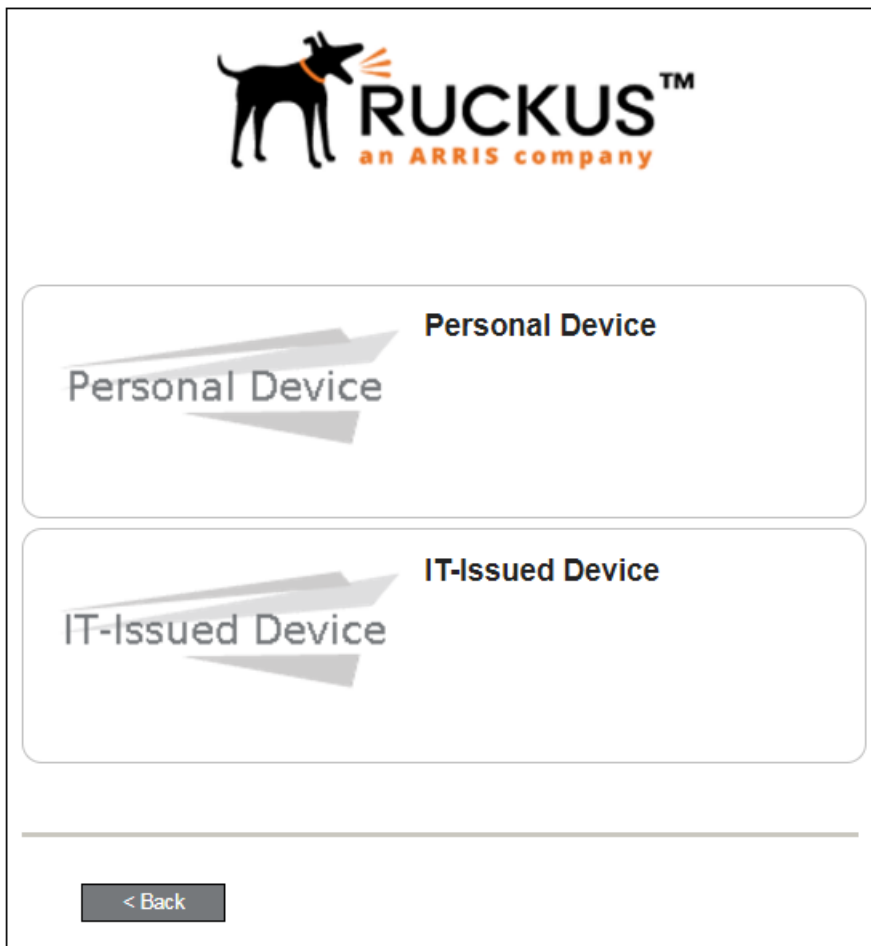 RUCKUS™
an ARRIS company
Personal Device
Personal Device
IT-Issued Device
IT-Issued Device
< Back